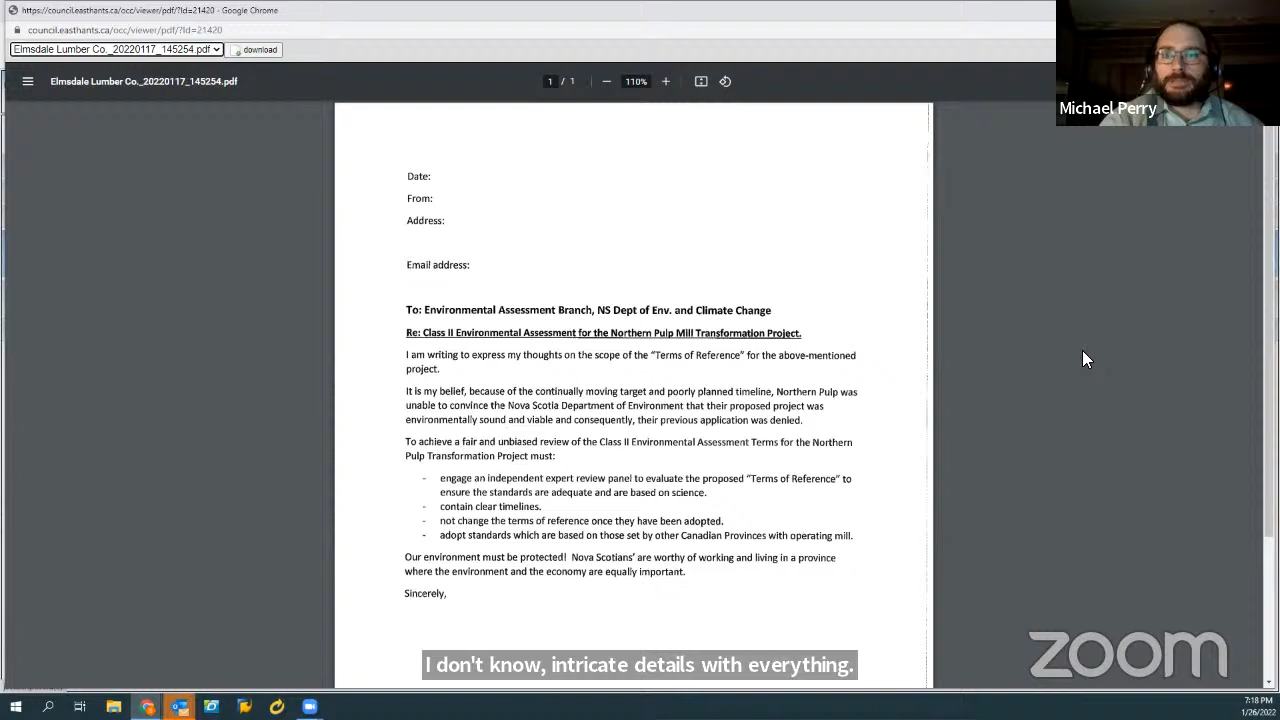 https://council.easthants.ca/occ/viewer/pdf/?Id=21420 - Google Chrome
council.easthants.ca/occ/viewer/pdf/?Id=21420
Elmsdale Lumber Co._20220117_145254.pdf
download
Elmsdale Lumber Co._20220117_145254.pdf
1 / 1
110%
Michael Perry
Date:
From:
Address:
Email address:
To: Environmental Assessment Branch, NS Dept of Env. and Climate Change
Re: Class II Environmental Assessment for the Northern Pulp Mill Transformation Project.
I am writing to express my thoughts on the scope of the “Terms of Reference” for the above-mentioned
project.
It is my belief, because of the continually moving target and poorly planned timeline, Northern Pulp was
unable to convince the Nova Scotia Department of Environment that their proposed project was
environmentally sound and viable and consequently, their previous application was denied.
To achieve a fair and unbiased review of the Class II Environmental Assessment Terms for the Northern
Pulp Transformation Project must:
- engage an independent expert review panel to evaluate the proposed “Terms of Reference” to
ensure the standards are adequate and are based on science.
- contain clear timelines.
- not change the terms of reference once they have been adopted.
- adopt standards which are based on those set by other Canadian Provinces with operating mill.
Our environment must be protected! Nova Scotians’ are worthy of working and living in a province
where the environment and the economy are equally important.
Sincerely,
I don't know, intricate details with everything.
zoom
7:18 PM
1/26/2022